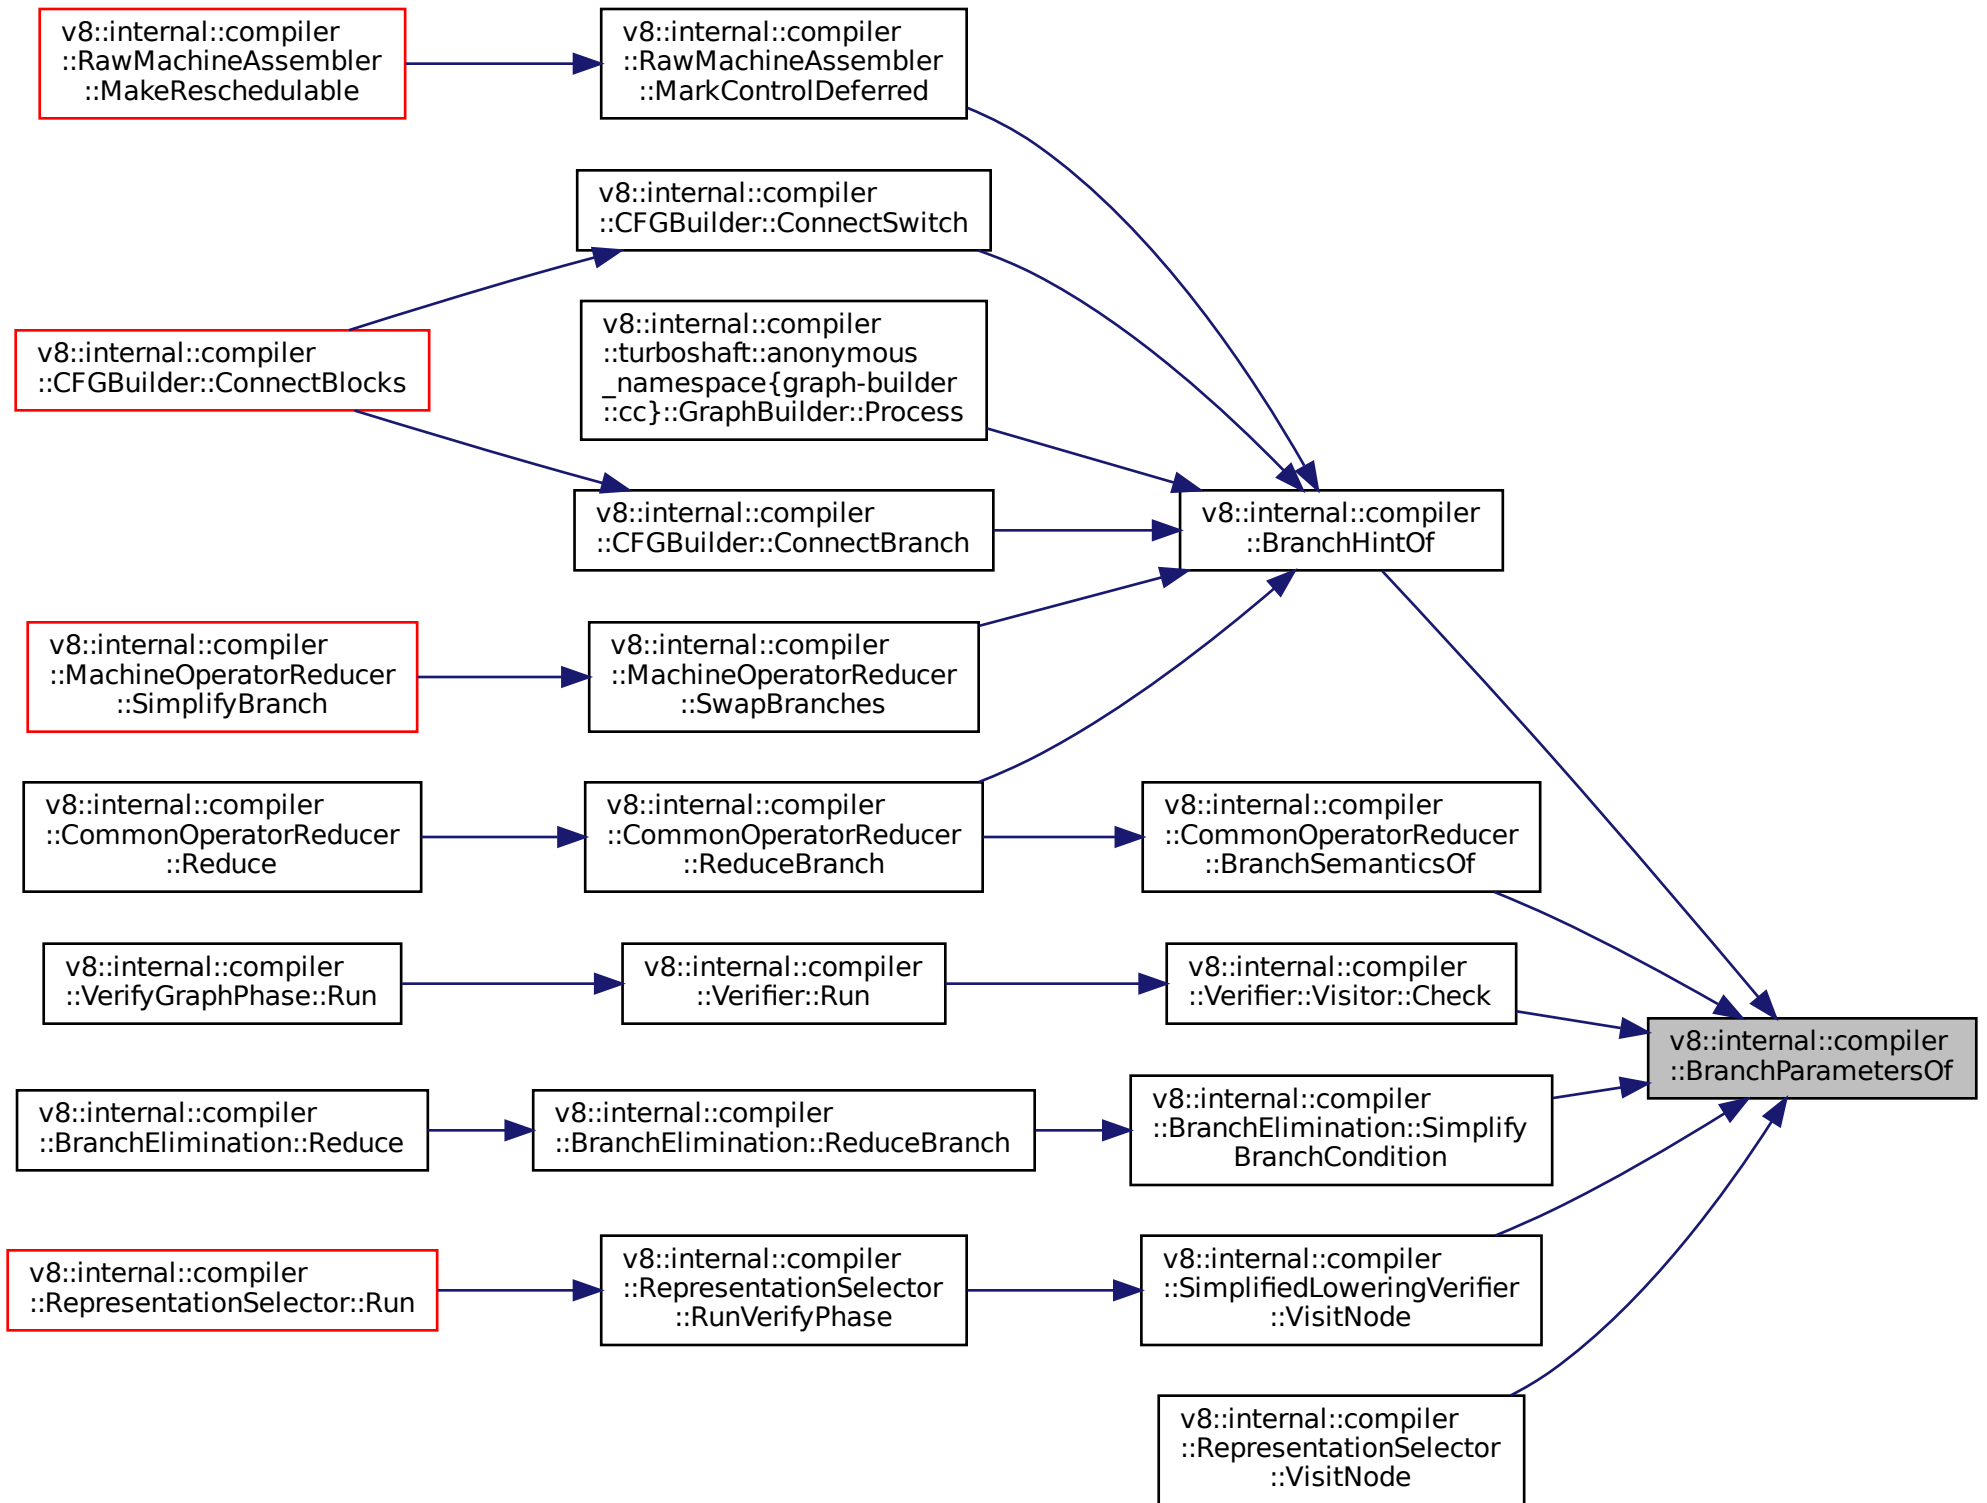 v8::internal::compiler
::RawMachineAssembler
::MakeReschedulable
v8::internal::compiler
::RawMachineAssembler
::MarkControlDeferred
v8::internal::compiler
::CFGBuilder::ConnectSwitch
v8::internal::compiler
::turboshaft::anonymous
_namespace{graph-builder
::cc}::GraphBuilder::Process
v8::internal::compiler
::CFGBuilder::ConnectBlocks
v8::internal::compiler
::CFGBuilder::ConnectBranch
v8::internal::compiler
::BranchHintOf
v8::internal::compiler
::MachineOperatorReducer
::SimplifyBranch
v8::internal::compiler
::MachineOperatorReducer
::SwapBranches
v8::internal::compiler
::CommonOperatorReducer
::Reduce
v8::internal::compiler
::CommonOperatorReducer
::ReduceBranch
v8::internal::compiler
::CommonOperatorReducer
::BranchSemanticsOf
v8::internal::compiler
::VerifyGraphPhase::Run
v8::internal::compiler
::Verifier::Run
v8::internal::compiler
::Verifier::Visitor::Check
v8::internal::compiler
::BranchParametersOf
v8::internal::compiler
::BranchElimination::Reduce
v8::internal::compiler
::BranchElimination::ReduceBranch
v8::internal::compiler
::BranchElimination::Simplify
BranchCondition
v8::internal::compiler
::RepresentationSelector::Run
v8::internal::compiler
::RepresentationSelector
::RunVerifyPhase
v8::internal::compiler
::SimplifiedLoweringVerifier
::VisitNode
v8::internal::compiler
::RepresentationSelector
::VisitNode